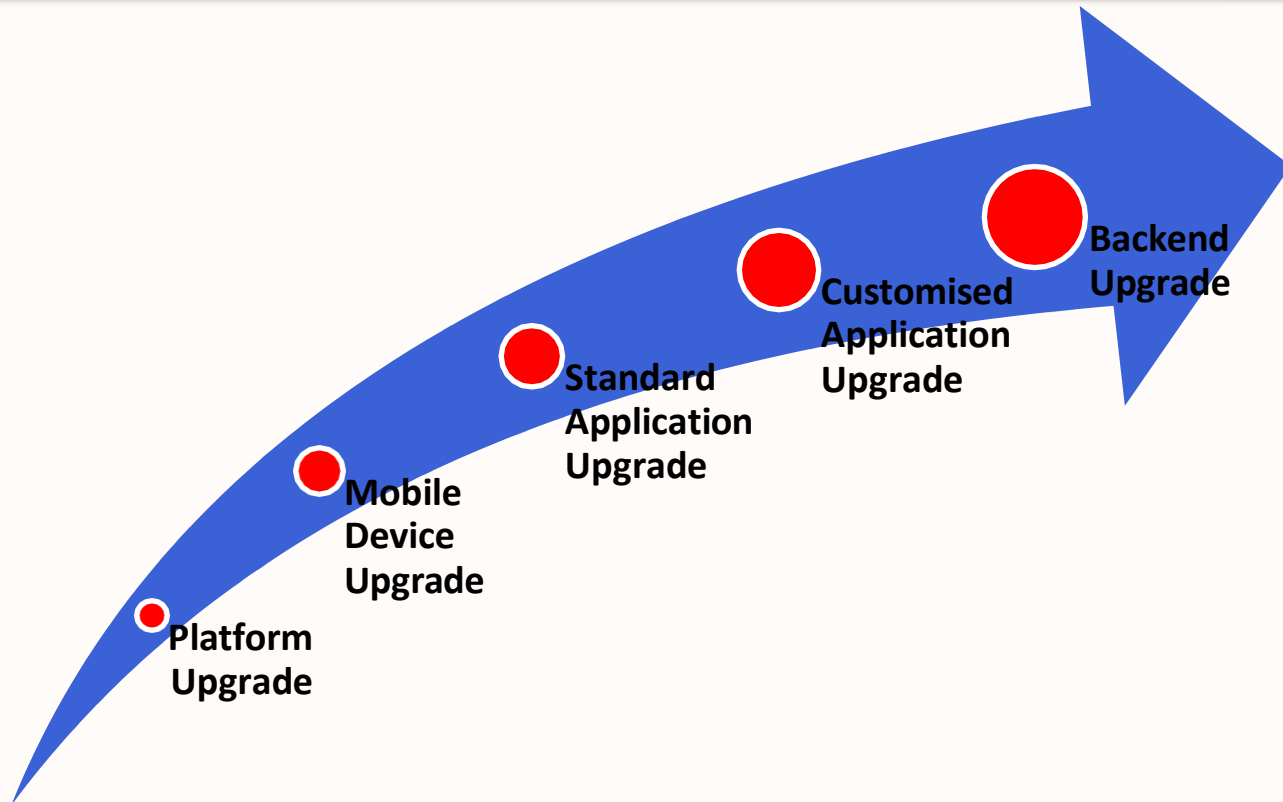 Platform
Upgrade
Mobile
Device
Upgrade
Standard
Application
Upgrade
Customised
Application
Upgrade
Backend
Upgrade